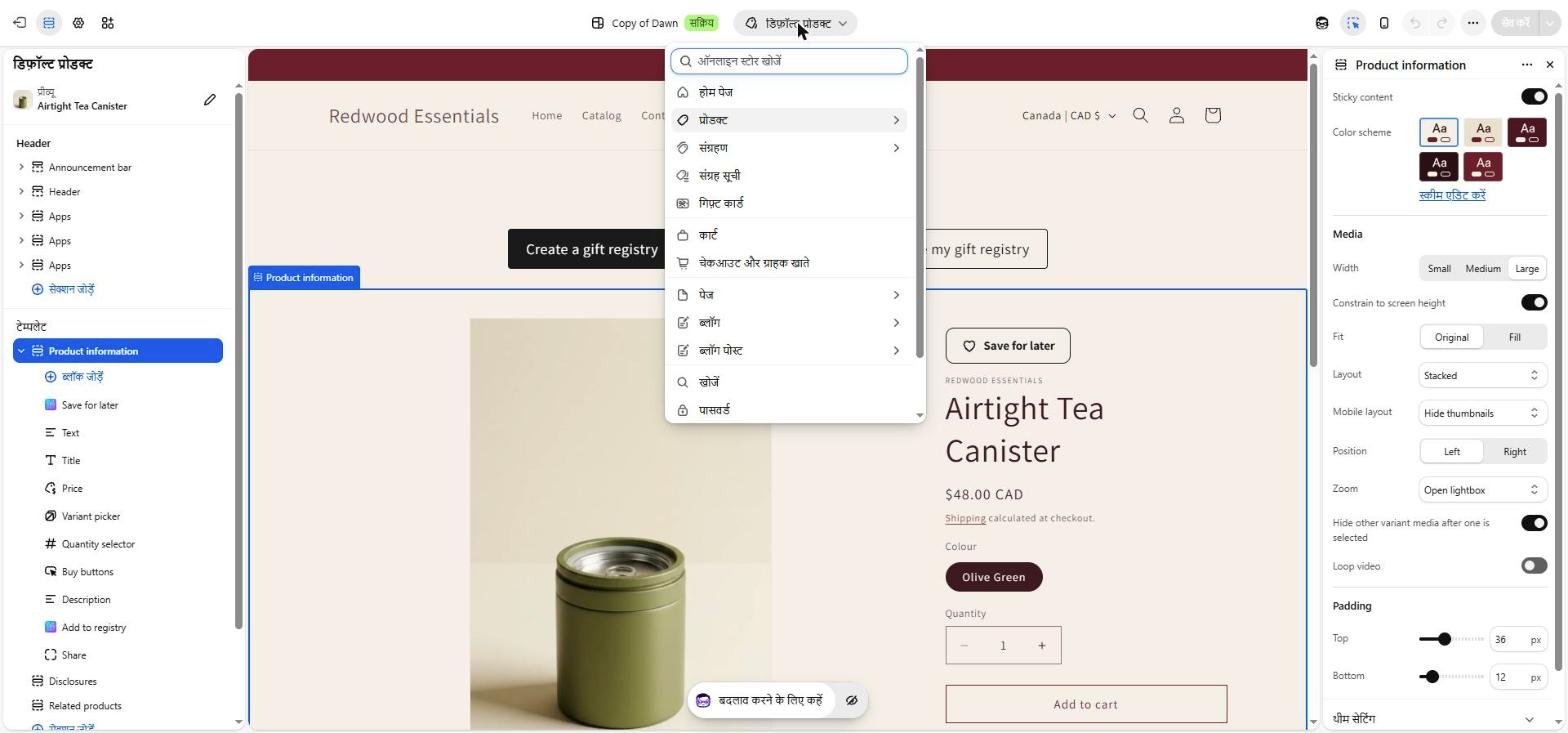 Copy of Dawn
सक्रिय
डिफ़ॉल्ट प्रोडक्ट
सेव करें
डिफ़ॉल्ट प्रोडक्ट
प्रीव्यू
Airtight Tea Canister
Header
Announcement bar
Header
Apps
Apps
Apps
सेक्शन जोड़ें
टेम्पलेट
Product information
ब्लॉक जोड़ें
Save for later
Text
Title
Price
Variant picker
Quantity selector
Buy buttons
Description
Add to registry
Share
Disclosures
Related products
सेक्शन जोड़ें
ऑनलाइन स्टोर खोजें
होम पेज
प्रोडक्ट
संग्रहण
संग्रह सूची
गिफ़्ट कार्ड
कार्ट
चेकआउट और ग्राहक खाते
पेज
ब्लॉग
ब्लॉग पोस्ट
खोजें
पासवर्ड
Redwood Essentials
Home
Catalog
Cont
Canada | CAD $
Create a gift registry
my gift registry
Product information
Save for later
REDWOOD ESSENTIALS
Airtight Tea
Canister
$48.00 CAD
Shipping calculated at checkout.
Colour
Olive Green
Quantity
− 1 +
Add to cart
बदलाव करने के लिए कहें
Product information
Sticky content
Color scheme
Aa Aa Aa
Aa Aa
स्कीम एडिट करें
Media
Width
Small Medium Large
Constrain to screen height
Fit
Original Fill
Layout
Stacked
Mobile layout
Hide thumbnails
Position
Left Right
Zoom
Open lightbox
Hide other variant media after one is
selected
Loop video
Padding
Top
36 px
Bottom
12 px
थीम सेटिंग